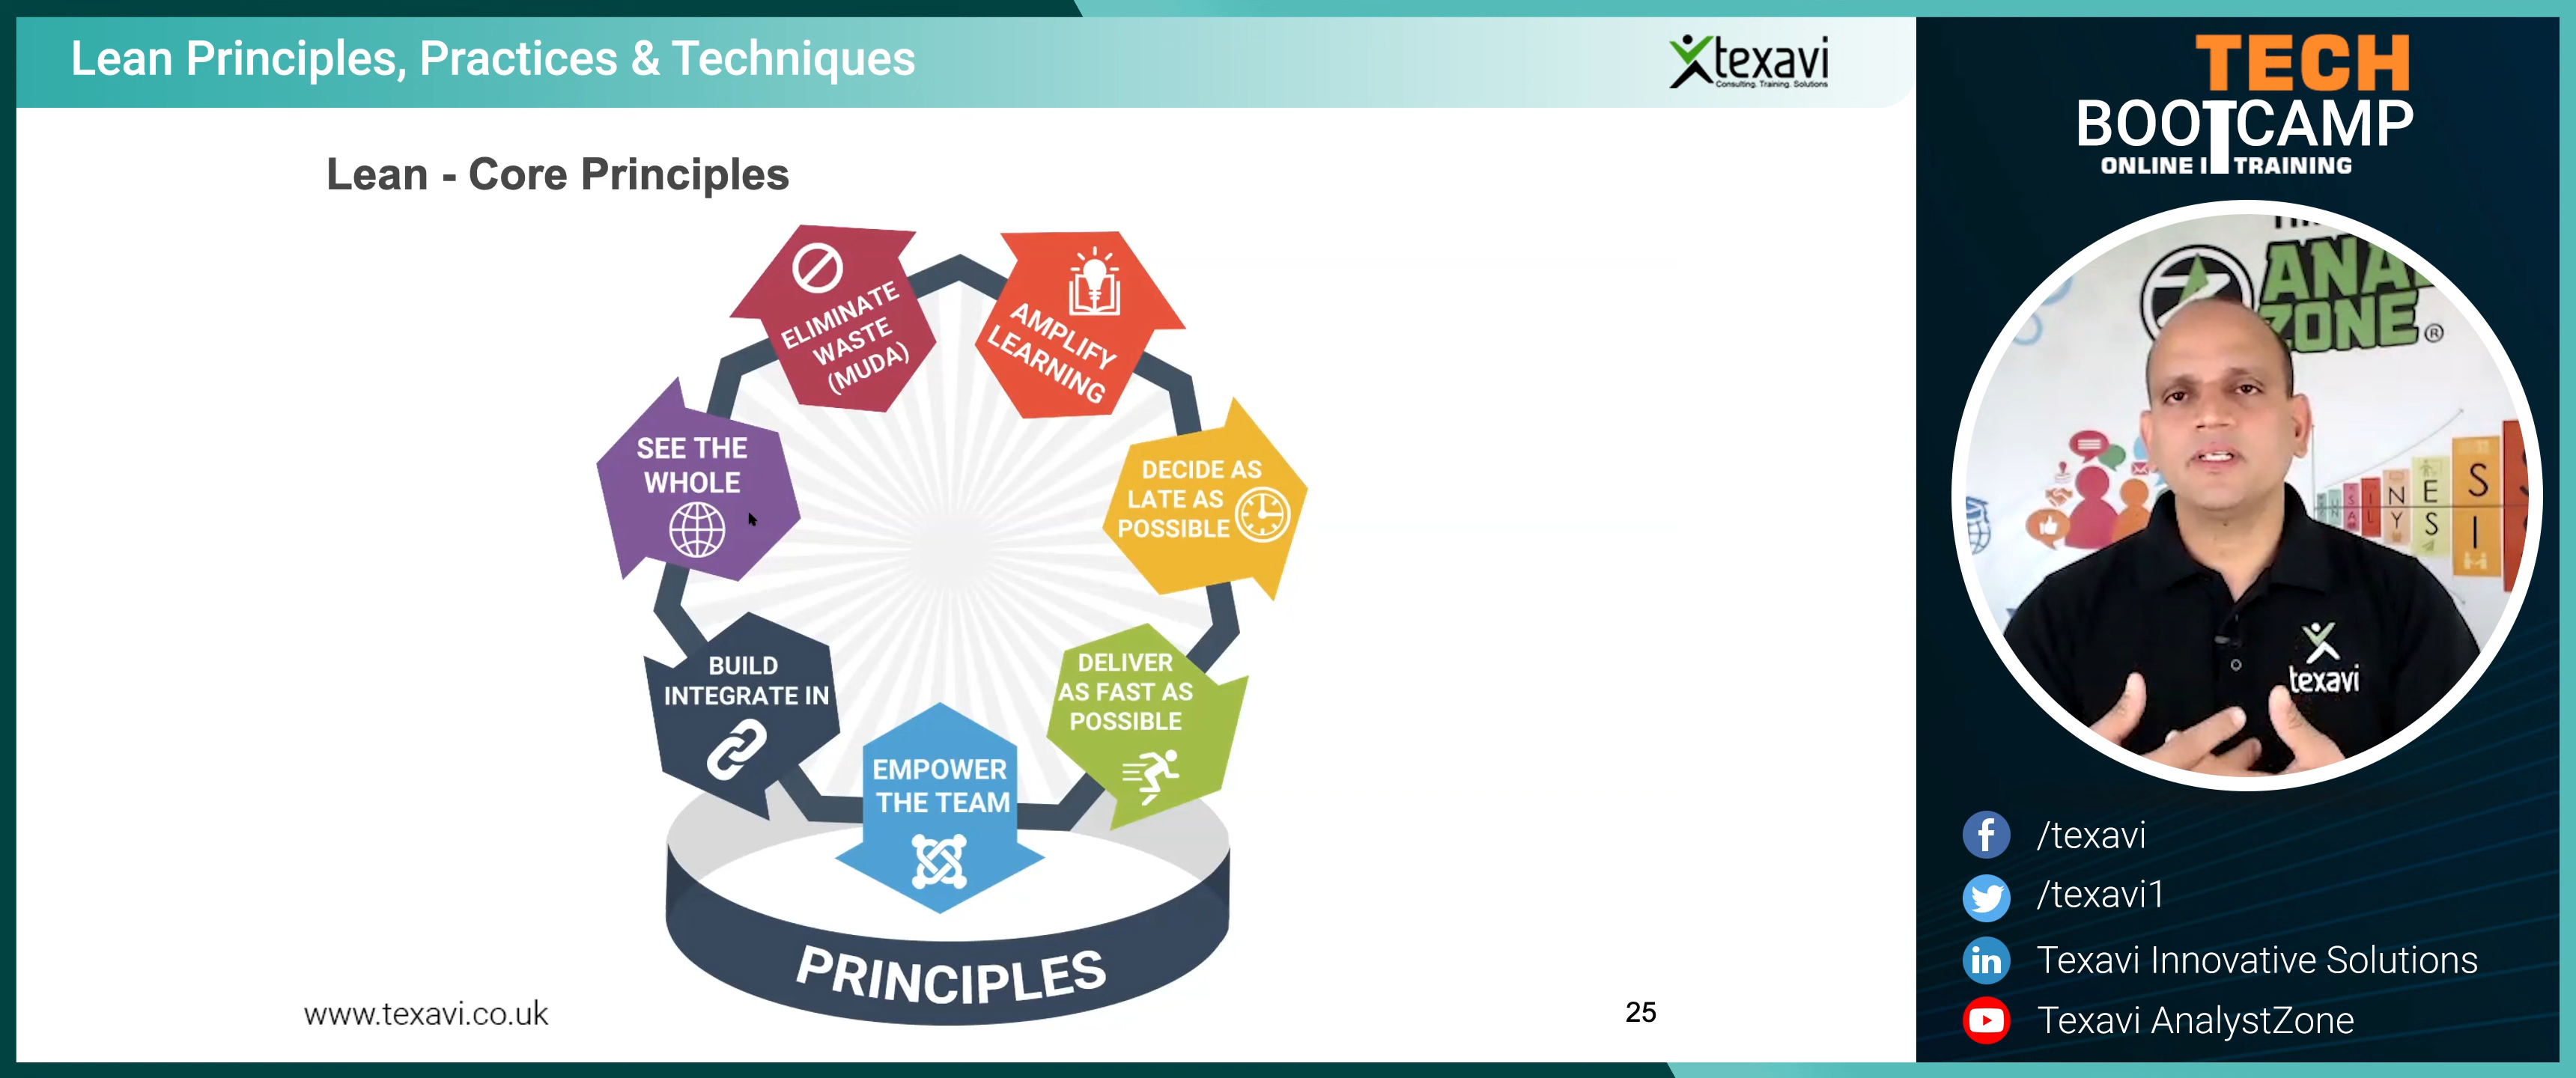 Lean Principles, Practices & Techniques
texavi
Consulting. Training. Solutions
Lean - Core Principles
ELIMINATE
WASTE
(MUDA)
AMPLIFY
LEARNING
DECIDE AS
LATE AS
POSSIBLE
DELIVER
AS FAST AS
POSSIBLE
EMPOWER
THE TEAM
BUILD
INTEGRATE IN
SEE THE
WHOLE
PRINCIPLES
www.texavi.co.uk
25
TECH
BOOTCAMP
ONLINE IT TRAINING
ZONE®
texavi
/texavi
/texavi1
in Texavi Innovative Solutions
Texavi AnalystZone